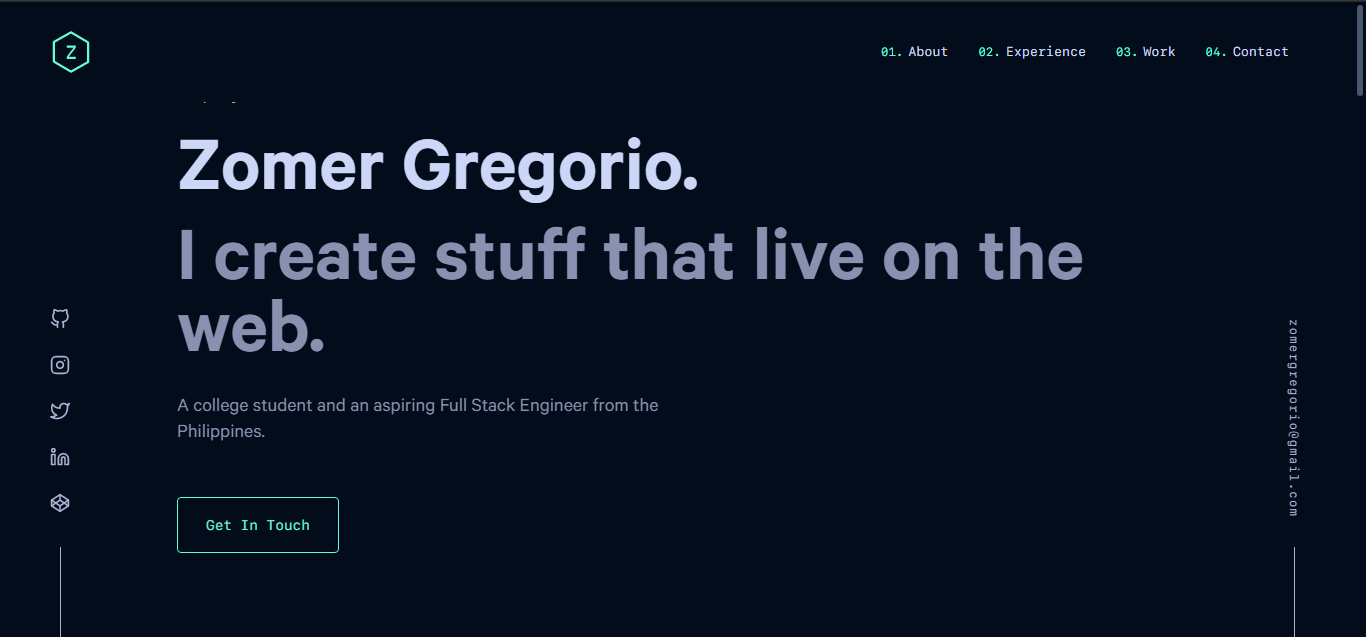 Z
01. About
02. Experience
03. Work
04. Contact
Zomer Gregorio.
I create stuff that live on the
web.
A college student and an aspiring Full Stack Engineer from the
Philippines.
Get In Touch
zomergregorio@gmail.com